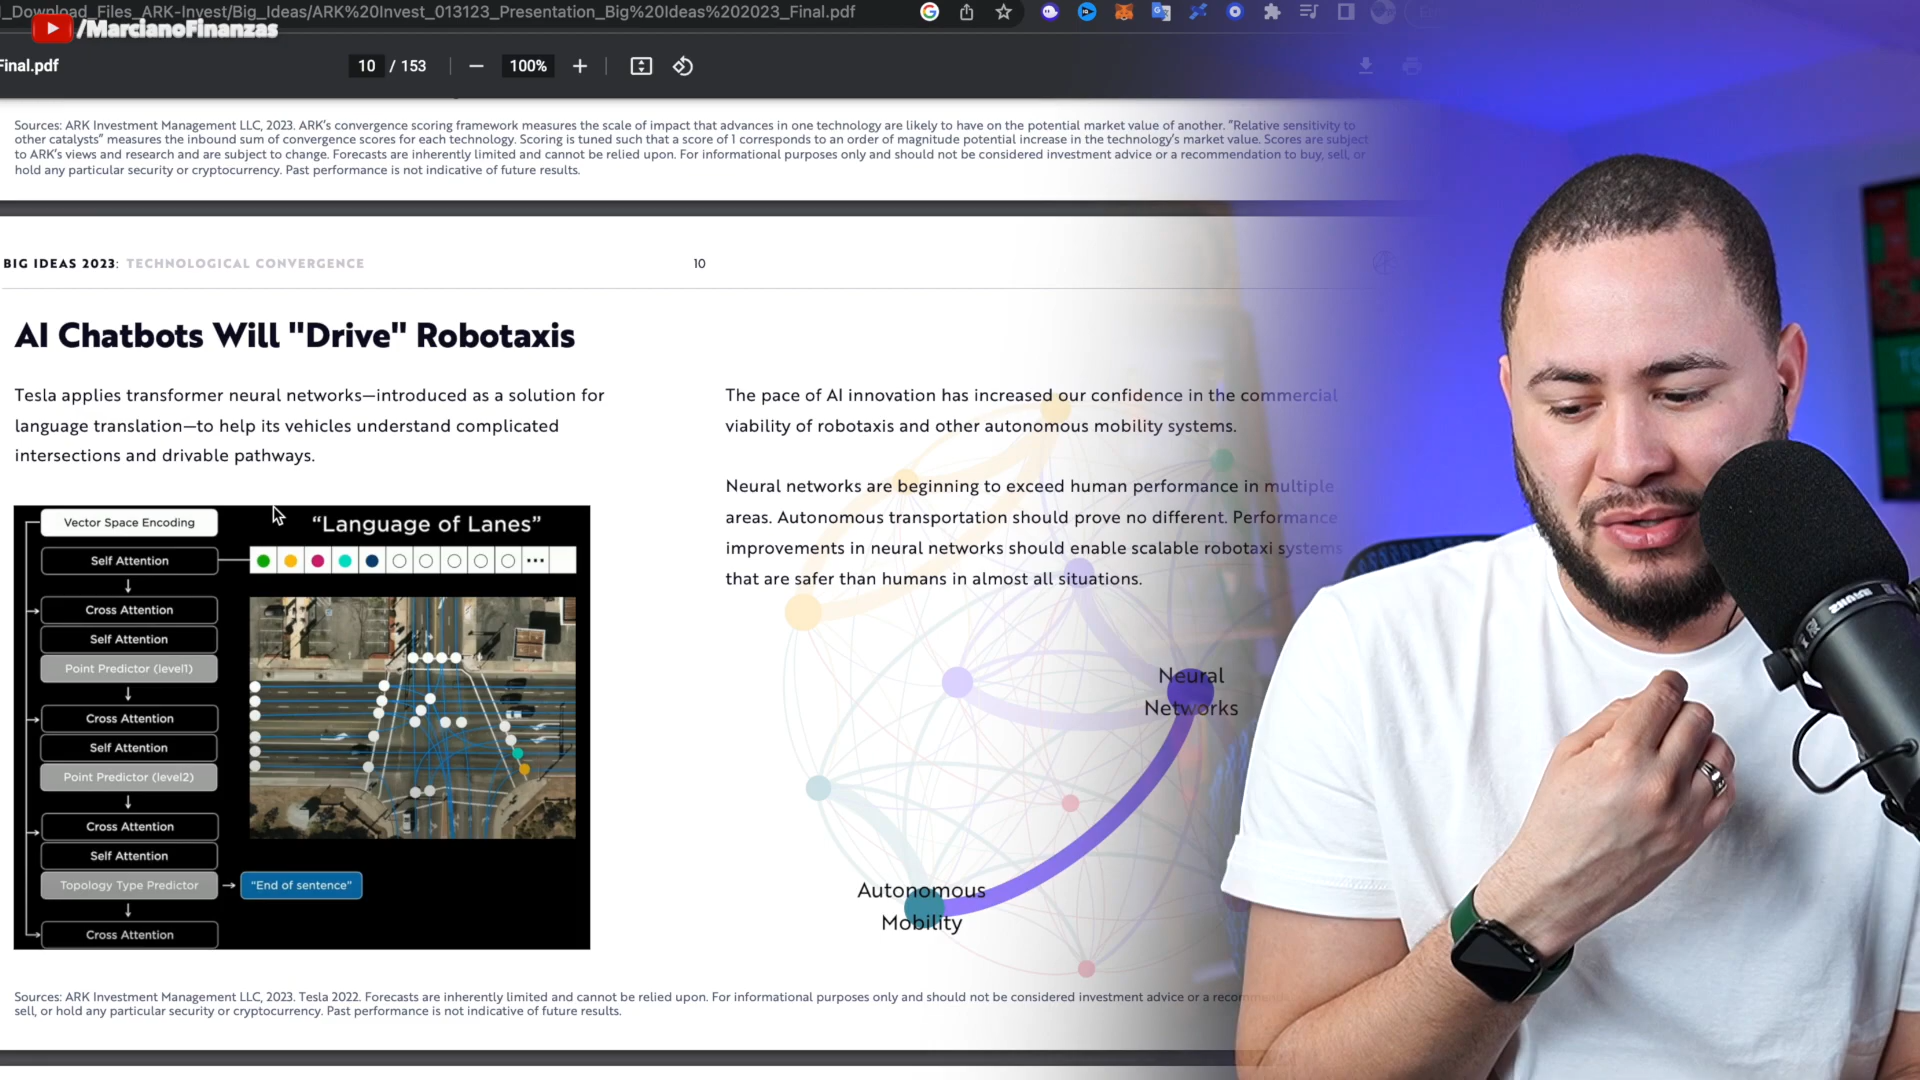 _Download_Files_ARK-Invest/Big_Ideas/ARK%20Invest_013123_Presentation_Big%20Ideas%202023_Final.pdf
/MarcianoFinanzas
Final.pdf
10 / 153
100%
Sources: ARK Investment Management LLC, 2023. ARK's convergence scoring framework measures the scale of impact that advances in one technology are likely to have on the potential market value of another. "Relative sensitivity to
other catalysts" measures the inbound sum of convergence scores for each technology. Scoring is tuned such that a score of 1 corresponds to an order of magnitude potential increase in the technology's market value. Scores are subject
to ARK's views and research and are subject to change. Forecasts are inherently limited and cannot be relied upon. For informational purposes only and should not be considered investment advice or a recommendation to buy, sell, or
hold any particular security or cryptocurrency. Past performance is not indicative of future results.
BIG IDEAS 2023: TECHNOLOGICAL CONVERGENCE
10
AI Chatbots Will "Drive" Robotaxis
Tesla applies transformer neural networks—introduced as a solution for
language translation—to help its vehicles understand complicated
intersections and drivable pathways.
The pace of AI innovation has increased our confidence in the commercial
viability of robotaxis and other autonomous mobility systems.
Neural networks are beginning to exceed human performance in multiple
areas. Autonomous transportation should prove no different. Performance
improvements in neural networks should enable scalable robotaxi systems
that are safer than humans in almost all situations.
Vector Space Encoding
"Language of Lanes"
Self Attention
...
Cross Attention
Self Attention
Point Predictor (level1)
Cross Attention
Self Attention
Point Predictor (level2)
Cross Attention
Self Attention
Topology Type Predictor
"End of sentence"
Cross Attention
Neural
Networks
Autonomous
Mobility
Sources: ARK Investment Management LLC, 2023. Tesla 2022. Forecasts are inherently limited and cannot be relied upon. For informational purposes only and should not be considered investment advice or a
sell, or hold any particular security or cryptocurrency. Past performance is not indicative of future results.